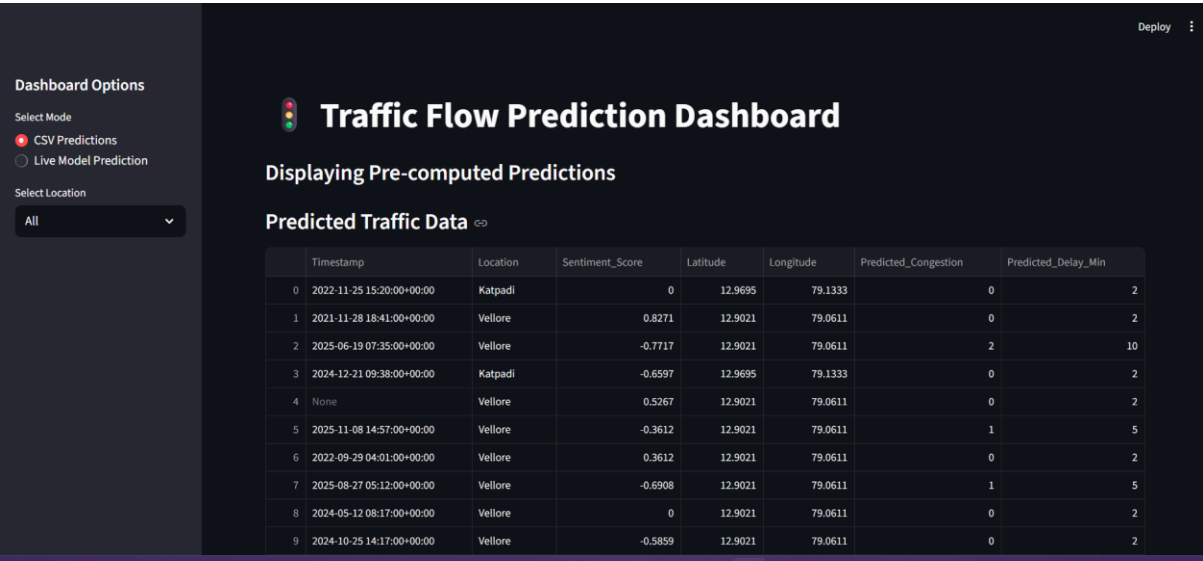 Deploy
Dashboard Options
Select Mode
CSV Predictions
Live Model Prediction
Select Location
All
Traffic Flow Prediction Dashboard
Displaying Pre-computed Predictions
Predicted Traffic Data
Timestamp Location Sentiment_Score Latitude Longitude Predicted_Congestion Predicted_Delay_Min
0 2022-11-25 15:20:00+00:00 Katpadi 0 12.9695 79.1333 0 2
1 2021-11-28 18:41:00+00:00 Vellore 0.8271 12.9021 79.0611 0 2
2 2025-06-19 07:35:00+00:00 Vellore -0.7717 12.9021 79.0611 2 10
3 2024-12-21 09:38:00+00:00 Katpadi -0.6597 12.9695 79.1333 0 2
4 None Vellore 0.5267 12.9021 79.0611 0 2
5 2025-11-08 14:57:00+00:00 Vellore -0.3612 12.9021 79.0611 1 5
6 2022-09-29 04:01:00+00:00 Vellore 0.3612 12.9021 79.0611 0 2
7 2025-08-27 05:12:00+00:00 Vellore -0.6908 12.9021 79.0611 1 5
8 2024-05-12 08:17:00+00:00 Vellore 0 12.9021 79.0611 0 2
9 2024-10-25 14:17:00+00:00 Vellore -0.5859 12.9021 79.0611 0 2